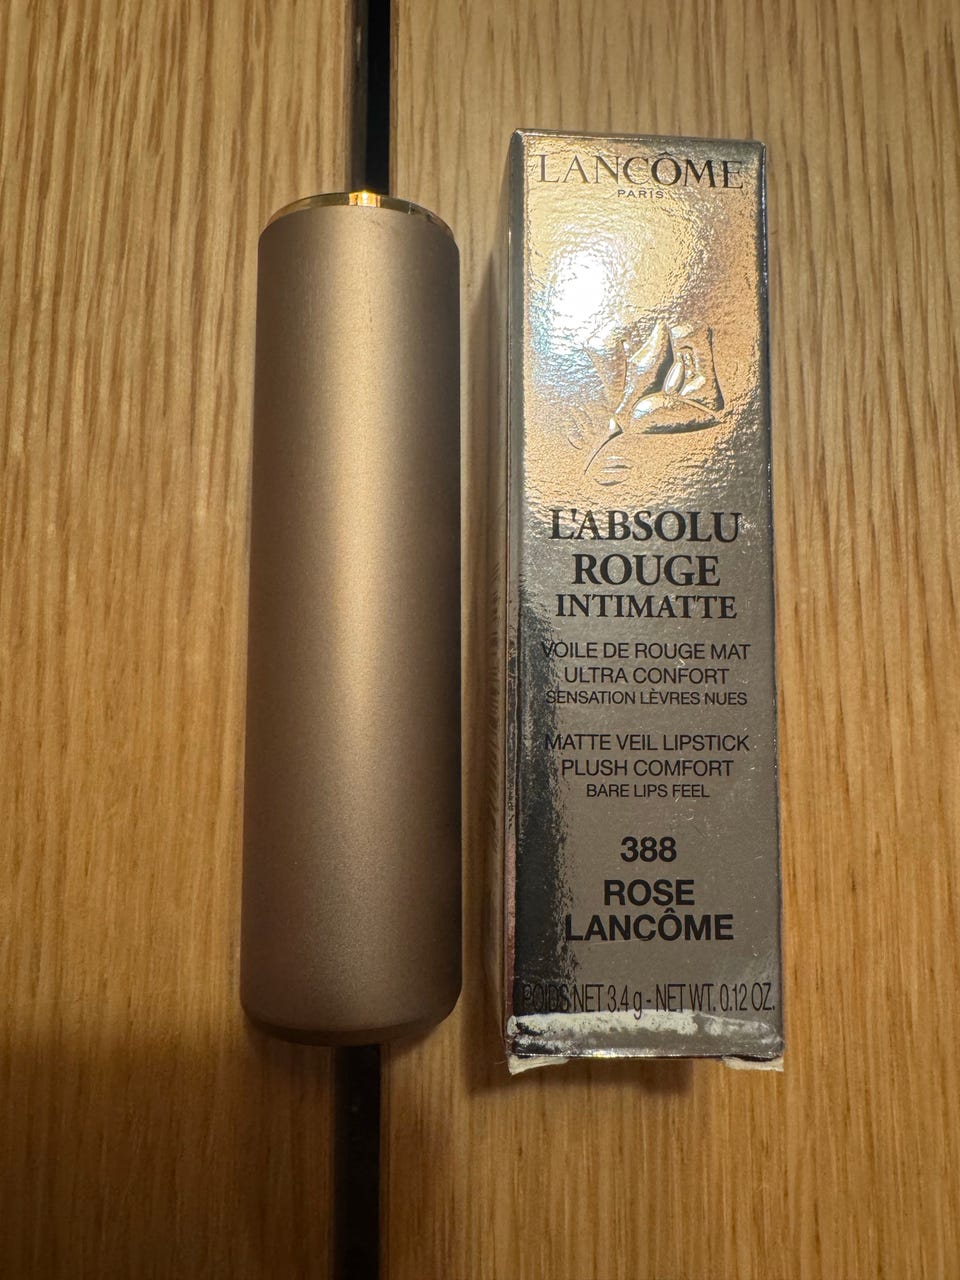 LANCÔME
PARIS
L'ABSOLU
ROUGE
INTIMATTE
VOILE DE ROUGE MAT
ULTRA CONFORT
SENSATION LÈVRES NUES
MATTE VEIL LIPSTICK
PLUSH COMFORT
BARE LIPS FEEL
388
ROSE
LANCÔME
POIDS NET 3.4 g - NET WT. 0.12 OZ.